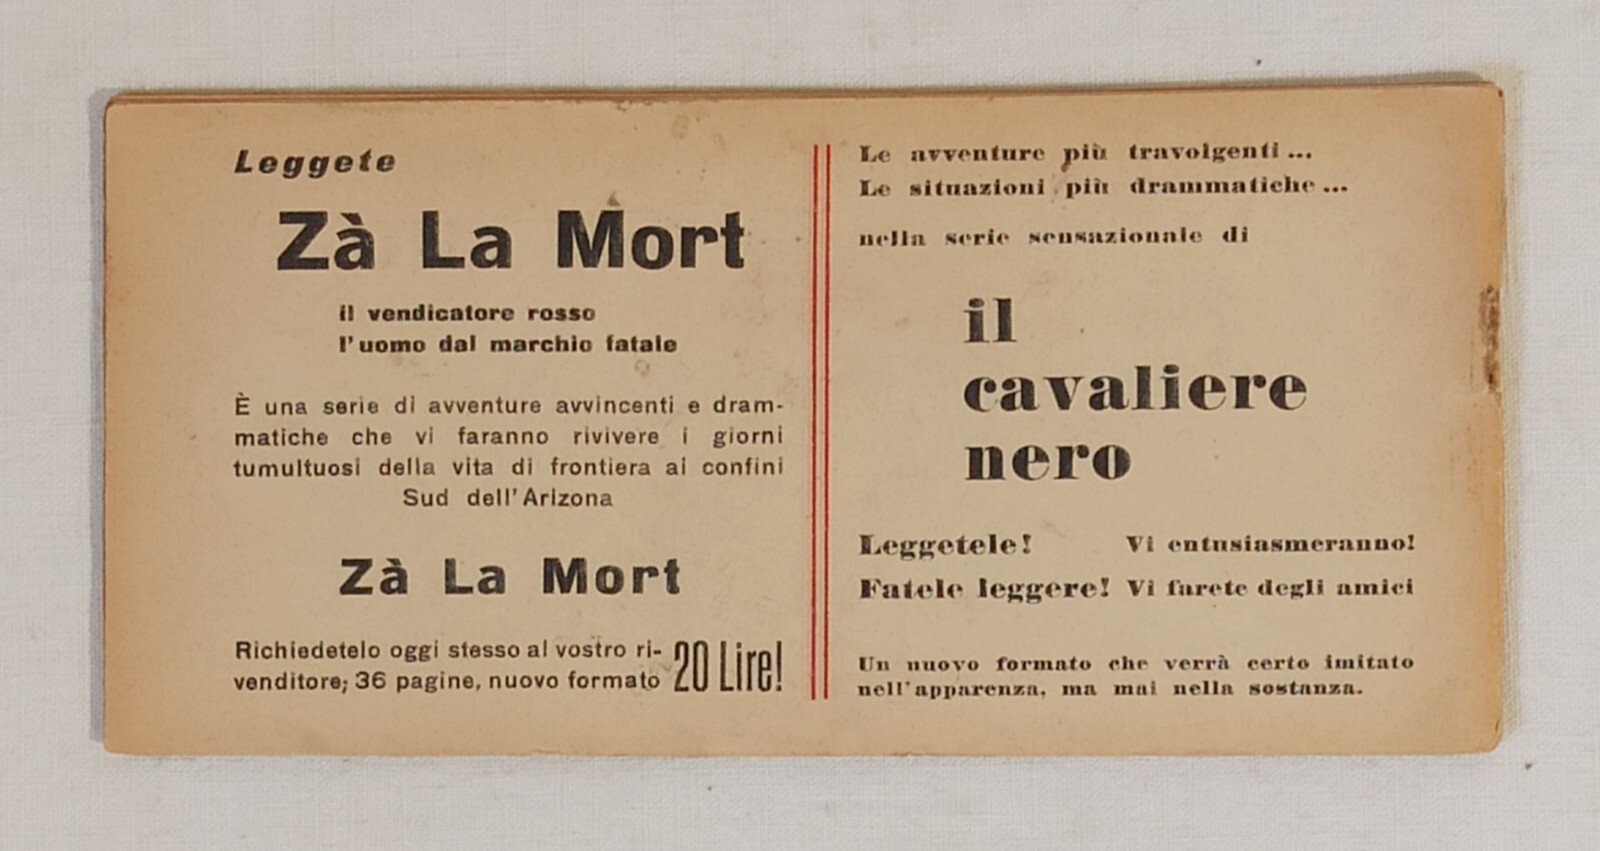 Leggete
Zà La Mort
il vendicatore rosso
l'uomo dal marchio fatale
È una serie di avventure avvincenti e dram-
matiche che vi faranno rivivere i giorni
tumultuosi della vita di frontiera ai confini
Sud dell'Arizona
Zà La Mort
Richiedetelo oggi stesso al vostro ri-
venditore; 36 pagine, nuovo formato 20 Lire!
Le avventure più travolgenti...
Le situazioni più drammatiche...
nella serie sensazionale di
il
cavaliere
nero
Leggetele! Vi entusiasmeranno!
Fatele leggere! Vi farete degli amici
Un nuovo formato che verrà certo imitato
nell'apparenza, ma mai nella sostanza.